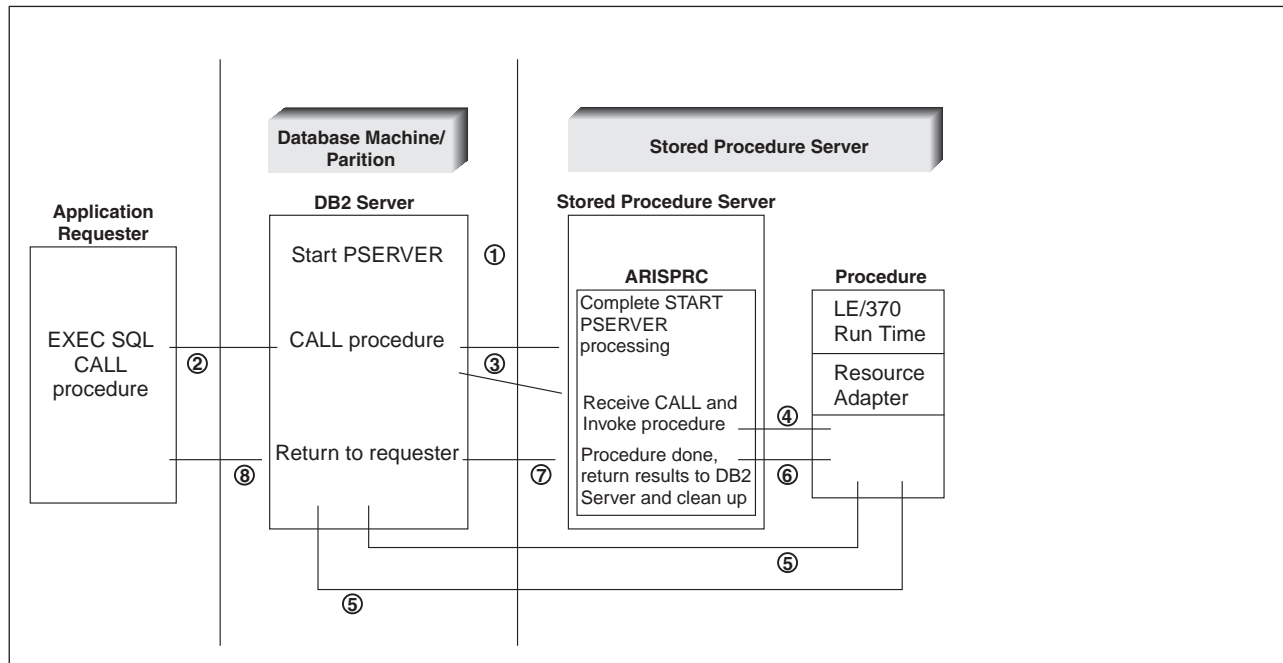 Database Machine/
Parition
Stored Procedure Server
Application
Requester
DB2 Server
Stored Procedure Server
Start PSERVER
①
ARISPRC
Procedure
Complete START
PSERVER
processing
LE/370
Run Time
EXEC SQL
CALL
procedure
②
CALL procedure
③
Resource
Adapter
Receive CALL and
Invoke procedure
④
Return to requester
⑧
⑦
Procedure done,
return results to DB2
Server and clean up
⑥
⑤
⑤